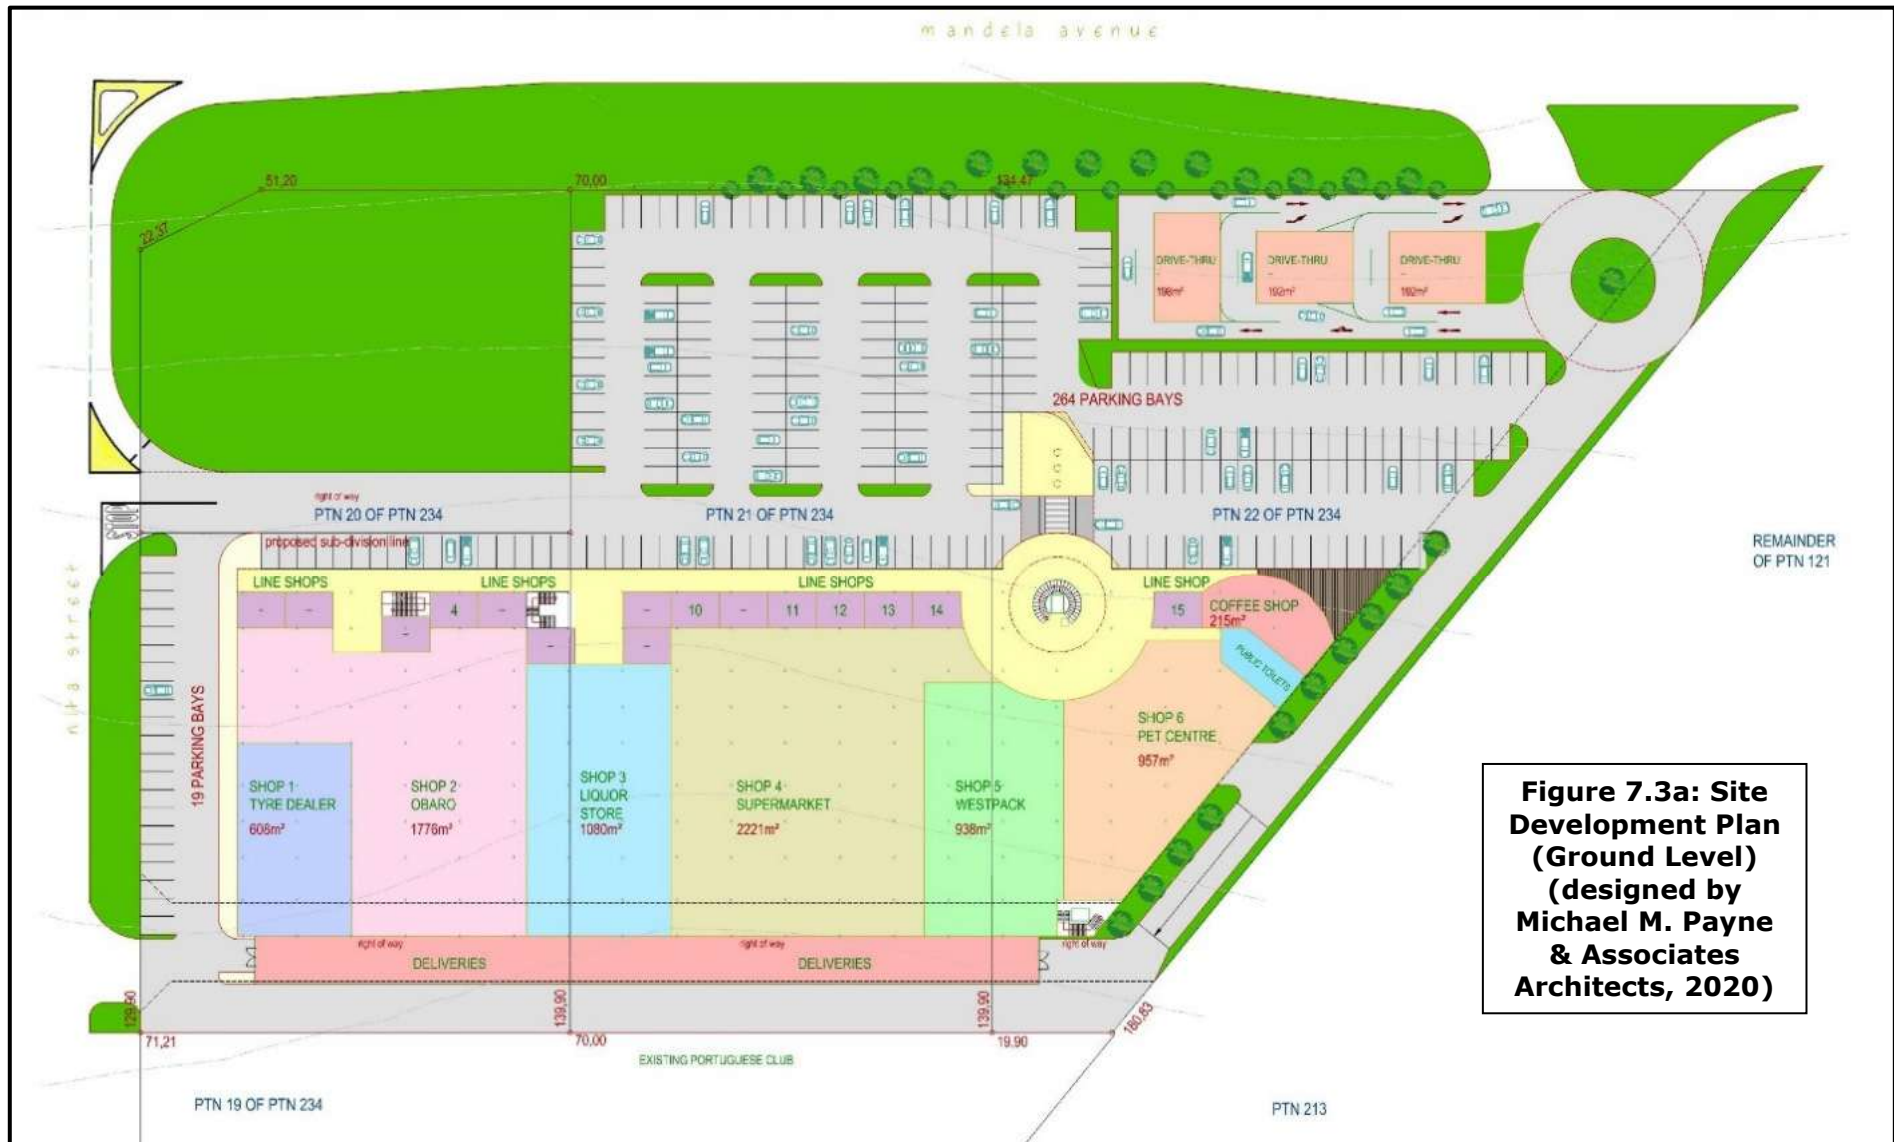 mandela avenue
51,20
70,00
134,47
22,37
DRIVE-THRU
198m²
DRIVE-THRU
192m²
DRIVE-THRU
192m²
264 PARKING BAYS
right of way
PTN 20 OF PTN 234
PTN 21 OF PTN 234
PTN 22 OF PTN 234
proposed sub-division line
REMAINDER
OF PTN 121
LINE SHOPS
LINE SHOPS
LINE SHOPS
LINE SHOP
4
10
11
12
13
14
15
COFFEE SHOP
215m²
PUBLIC TOILETS
street
19 PARKING BAYS
SHOP 1
TYRE DEALER
608m²
SHOP 2
OBARO
1776m²
SHOP 3
LIQUOR
STORE
1080m²
SHOP 4
SUPERMARKET
2221m²
SHOP 5
WESTPACK
938m²
SHOP 6
PET CENTRE
957m²
Figure 7.3a: Site
Development Plan
(Ground Level)
(designed by
Michael M. Payne
& Associates
Architects, 2020)
right of way
right of way
right of way
DELIVERIES
DELIVERIES
129,90
139,90
139,90
180,83
71,21
70,00
19,90
EXISTING PORTUGUESE CLUB
PTN 19 OF PTN 234
PTN 213